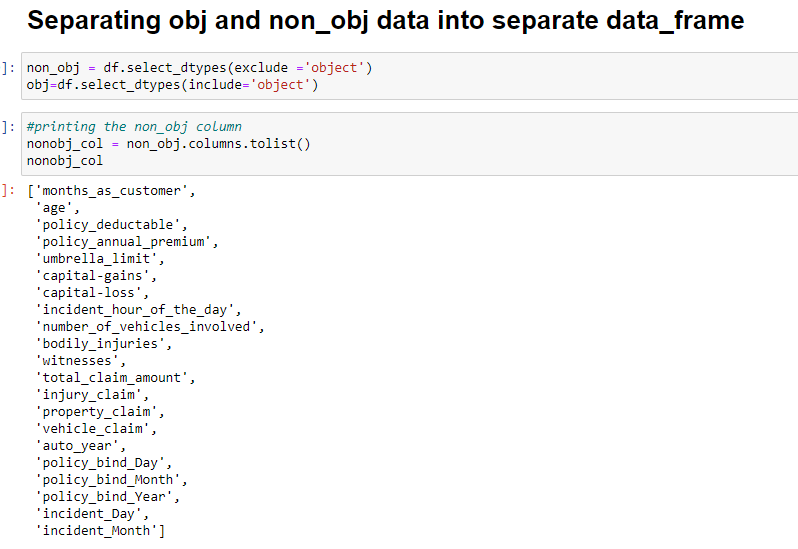 Separating obj and non_obj data into separate data_frame
]: non_obj = df.select_dtypes(exclude ='object')
obj=df.select_dtypes(include='object')
]: #printing the non_obj column
nonobj_col = non_obj.columns.tolist()
nonobj_col
]: ['months_as_customer',
'age',
'policy_deductable',
'policy_annual_premium',
'umbrella_limit',
'capital-gains',
'capital-loss',
'incident_hour_of_the_day',
'number_of_vehicles_involved',
'bodily_injuries',
'witnesses',
'total_claim_amount',
'injury_claim',
'property_claim',
'vehicle_claim',
'auto_year',
'policy_bind_Day',
'policy_bind_Month',
'policy_bind_Year',
'incident_Day',
'incident_Month']